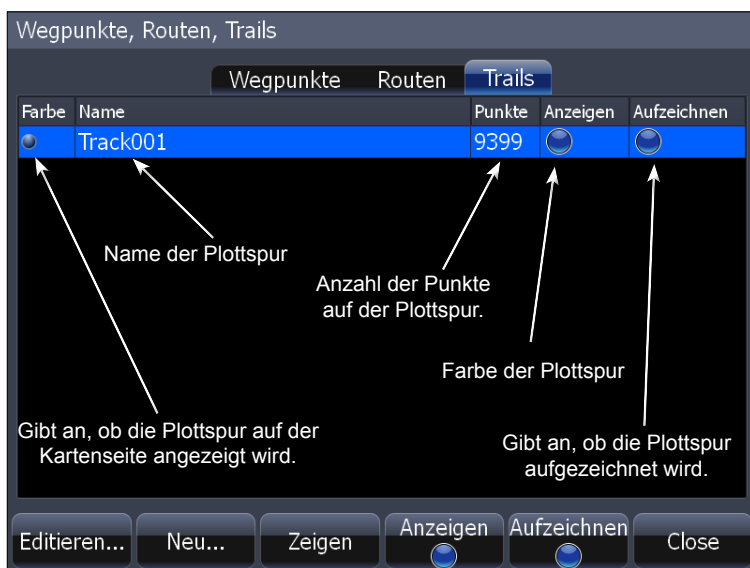 Wegpunkte, Routen, Trails
Wegpunkte Routen Trails
Farbe Name Punkte Anzeigen Aufzeichnen
Track001 9399
Name der Plottspur
Anzahl der Punkte
auf der Plottspur.
Farbe der Plottspur
Gibt an, ob die Plottspur auf der
Kartenseite angezeigt wird.
Gibt an, ob die Plottspur
aufgezeichnet wird.
Editieren... Neu... Zeigen Anzeigen Aufzeichnen Close